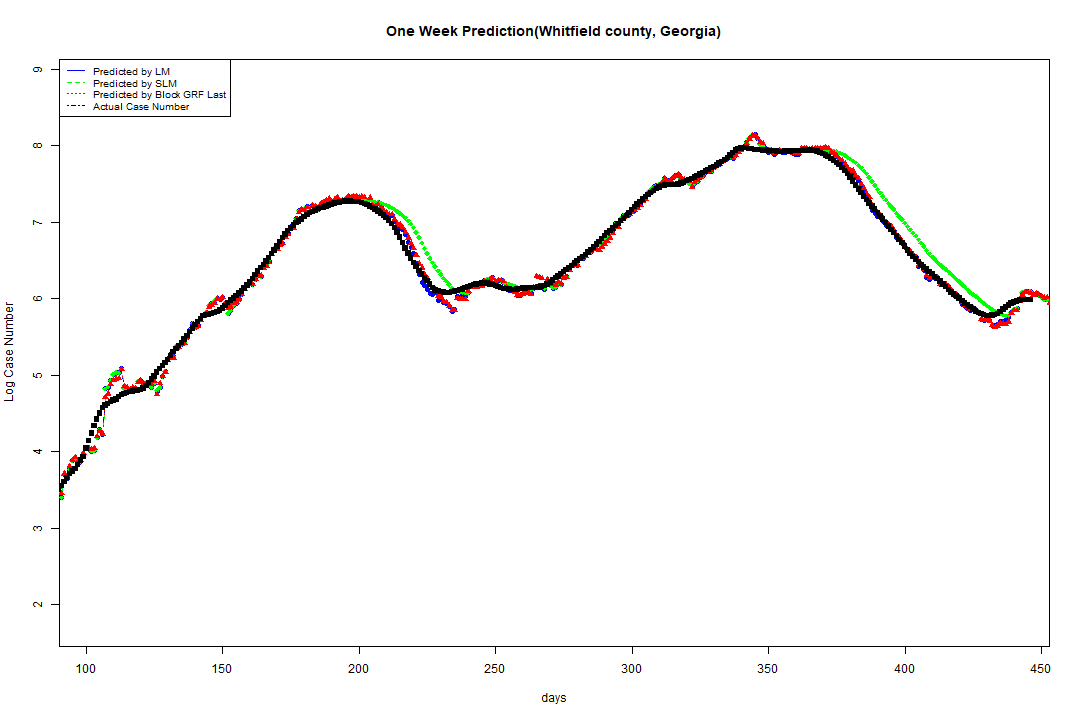 One Week Prediction(Whitfield county, Georgia)
Predicted by LM
Predicted by SLM
Predicted by Block GRF Last
Actual Case Number
9
8
7
6
5
4
3
2
Log Case Number
100 150 200 250 300 350 400 450
days